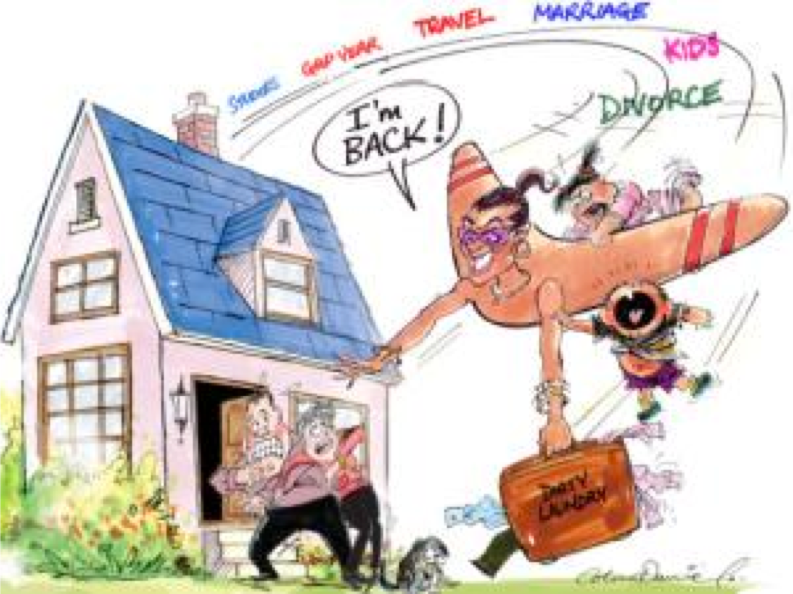 STUDIES
GAP YEAR
TRAVEL
MARRIAGE
KIDS
DIVORCE
I'm
BACK!
DIRTY
LAUNDRY